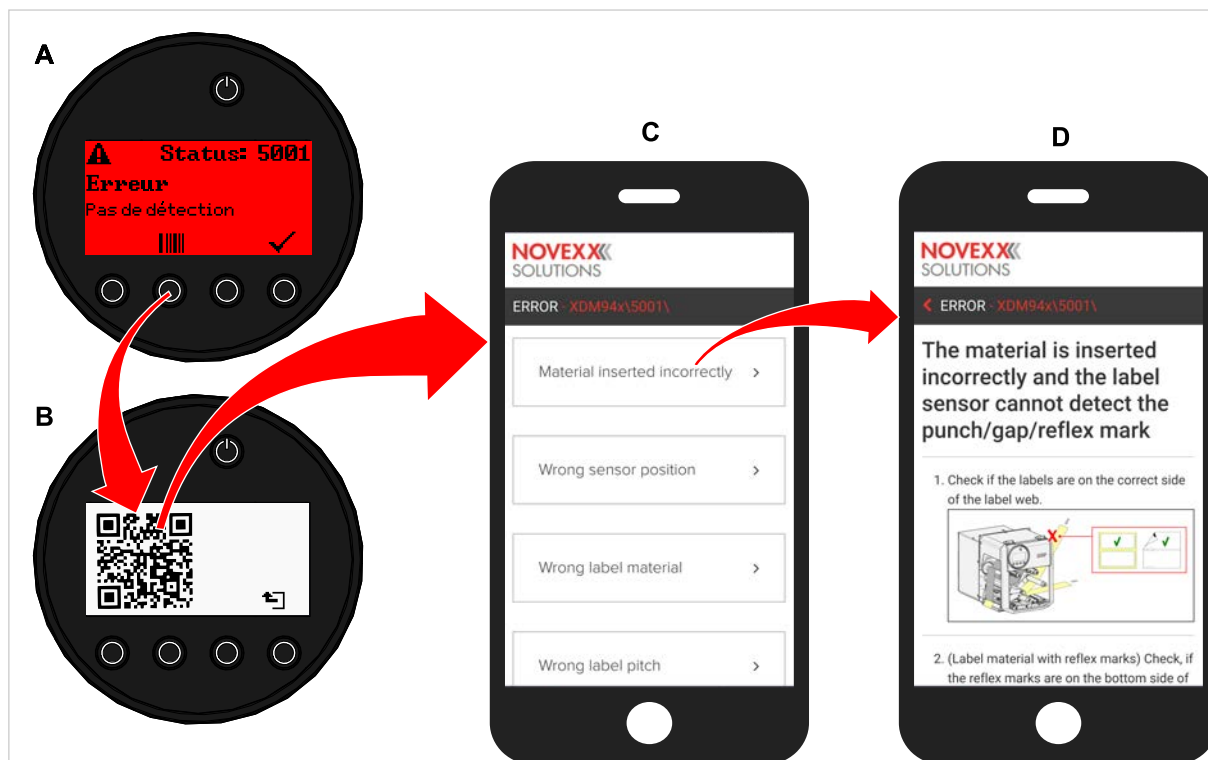 A
Status: 5001
Erreur
Pas de détection
B
C
NOVEXX
SOLUTIONS
ERROR - XDM94x\5001\
Material inserted incorrectly
Wrong sensor position
Wrong label material
Wrong label pitch
D
NOVEXX
SOLUTIONS
ERROR - XDM94x\5001\
The material is inserted
incorrectly and the label
sensor cannot detect the
punch/gap/reflex mark
1. Check if the labels are on the correct side
of the label web.
2. (Label material with reflex marks) Check, if
the reflex marks are on the bottom side of